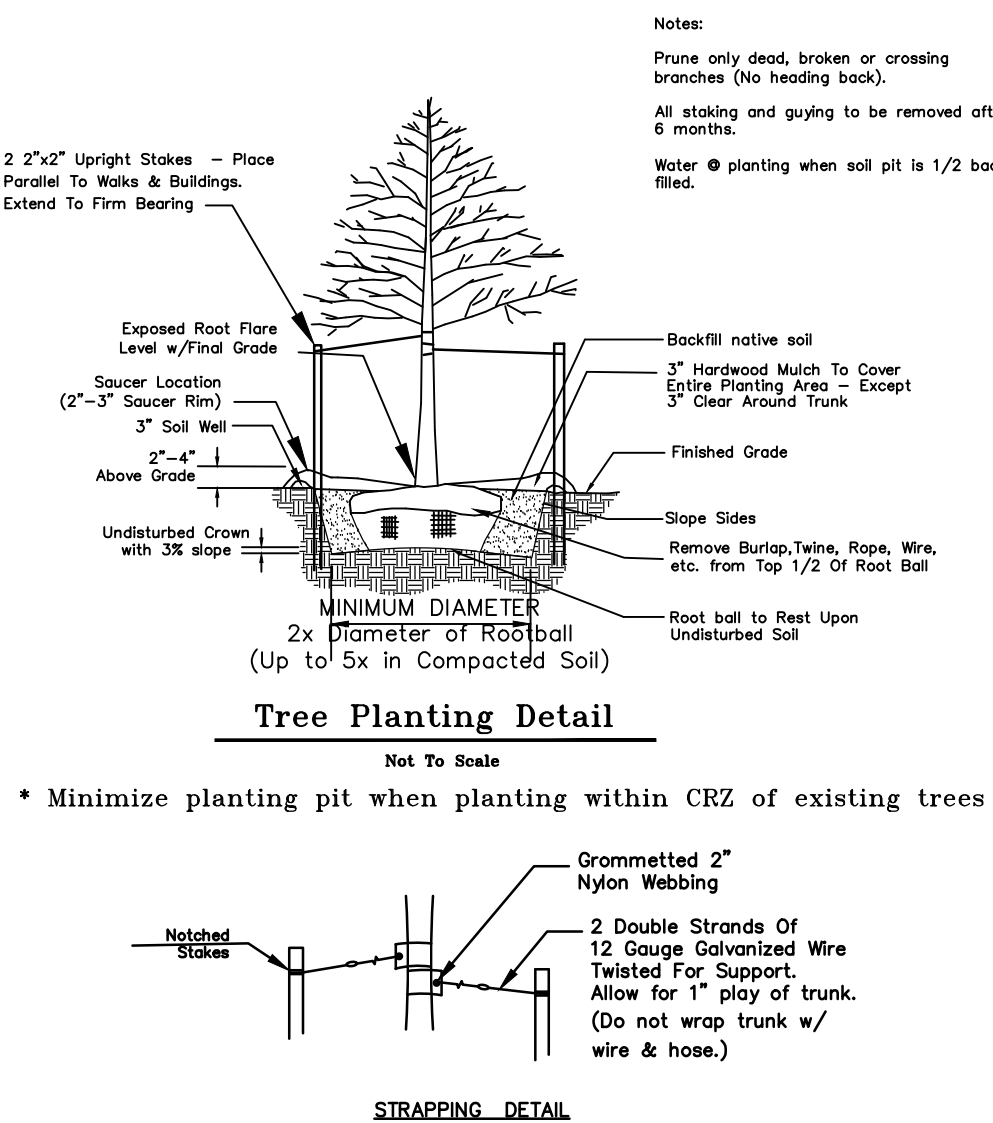 Notes:
Prune only dead, broken or crossing
branches (No heading back).
All staking and guying to be removed
6 months.
Water @ planting when soil pit is 1/2
filled.
2 2"x2" Upright Stakes – Place
Parallel To Walks & Buildings.
Extend To Firm Bearing
Exposed Root Flare
Level w/Final Grade
Saucer Location
(2"–3" Saucer Rim)
3" Soil Well
2"–4"
Above Grade
Undisturbed Crown
with 3% slope
Backfill native soil
3" Hardwood Mulch To Cover
Entire Planting Area – Except
3" Clear Around Trunk
Finished Grade
Slope Sides
Remove Burlap,Twine, Rope, Wire,
etc. from Top 1/2 Of Root Ball
Root ball to Rest Upon
Undisturbed Soil
MINIMUM DIAMETER
2x Diameter of Rootball
(Up to 5x in Compacted Soil)
Tree Planting Detail
Not To Scale
* Minimize planting pit when planting within CRZ of existing trees
Grommetted 2"
Nylon Webbing
Notched
Stakes
2 Double Strands Of
12 Gauge Galvanized Wire
Twisted For Support.
Allow for 1" play of trunk.
(Do not wrap trunk w/
wire & hose.)
STRAPPING DETAIL